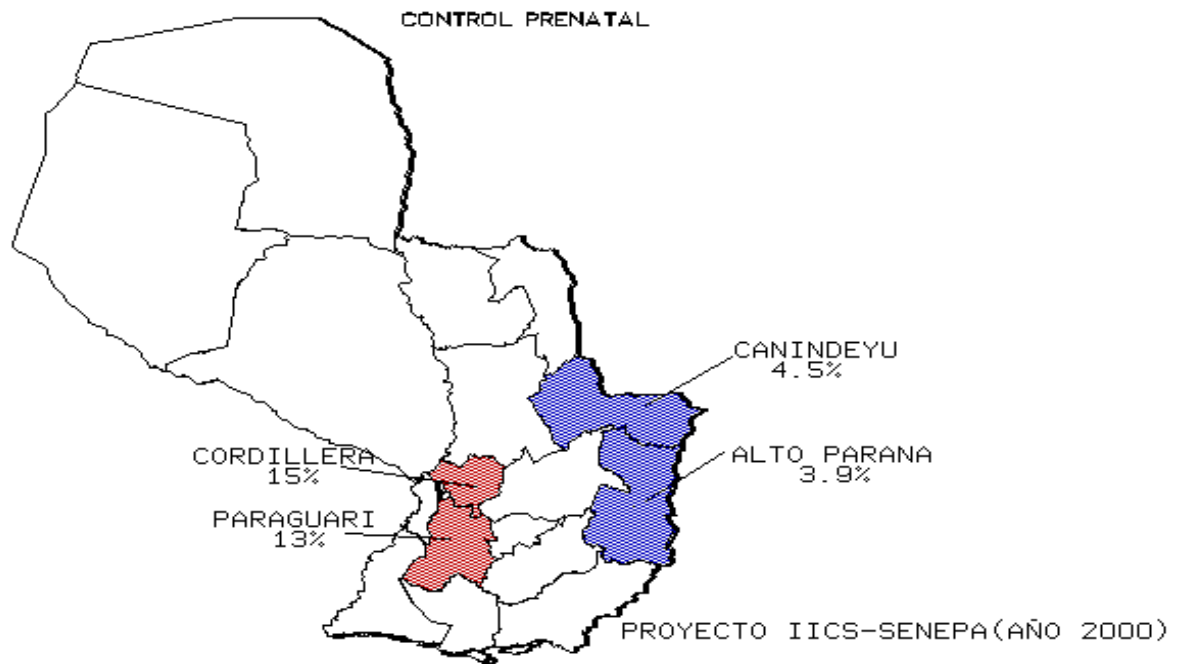 CONTROL PRENATAL
CANINDEYU
4.5%
CORDILLERA
15%
ALTO PARANA
3.9%
PARAGUARI
13%
PROYECTO IICS-SENEPA(AÑO 2000)